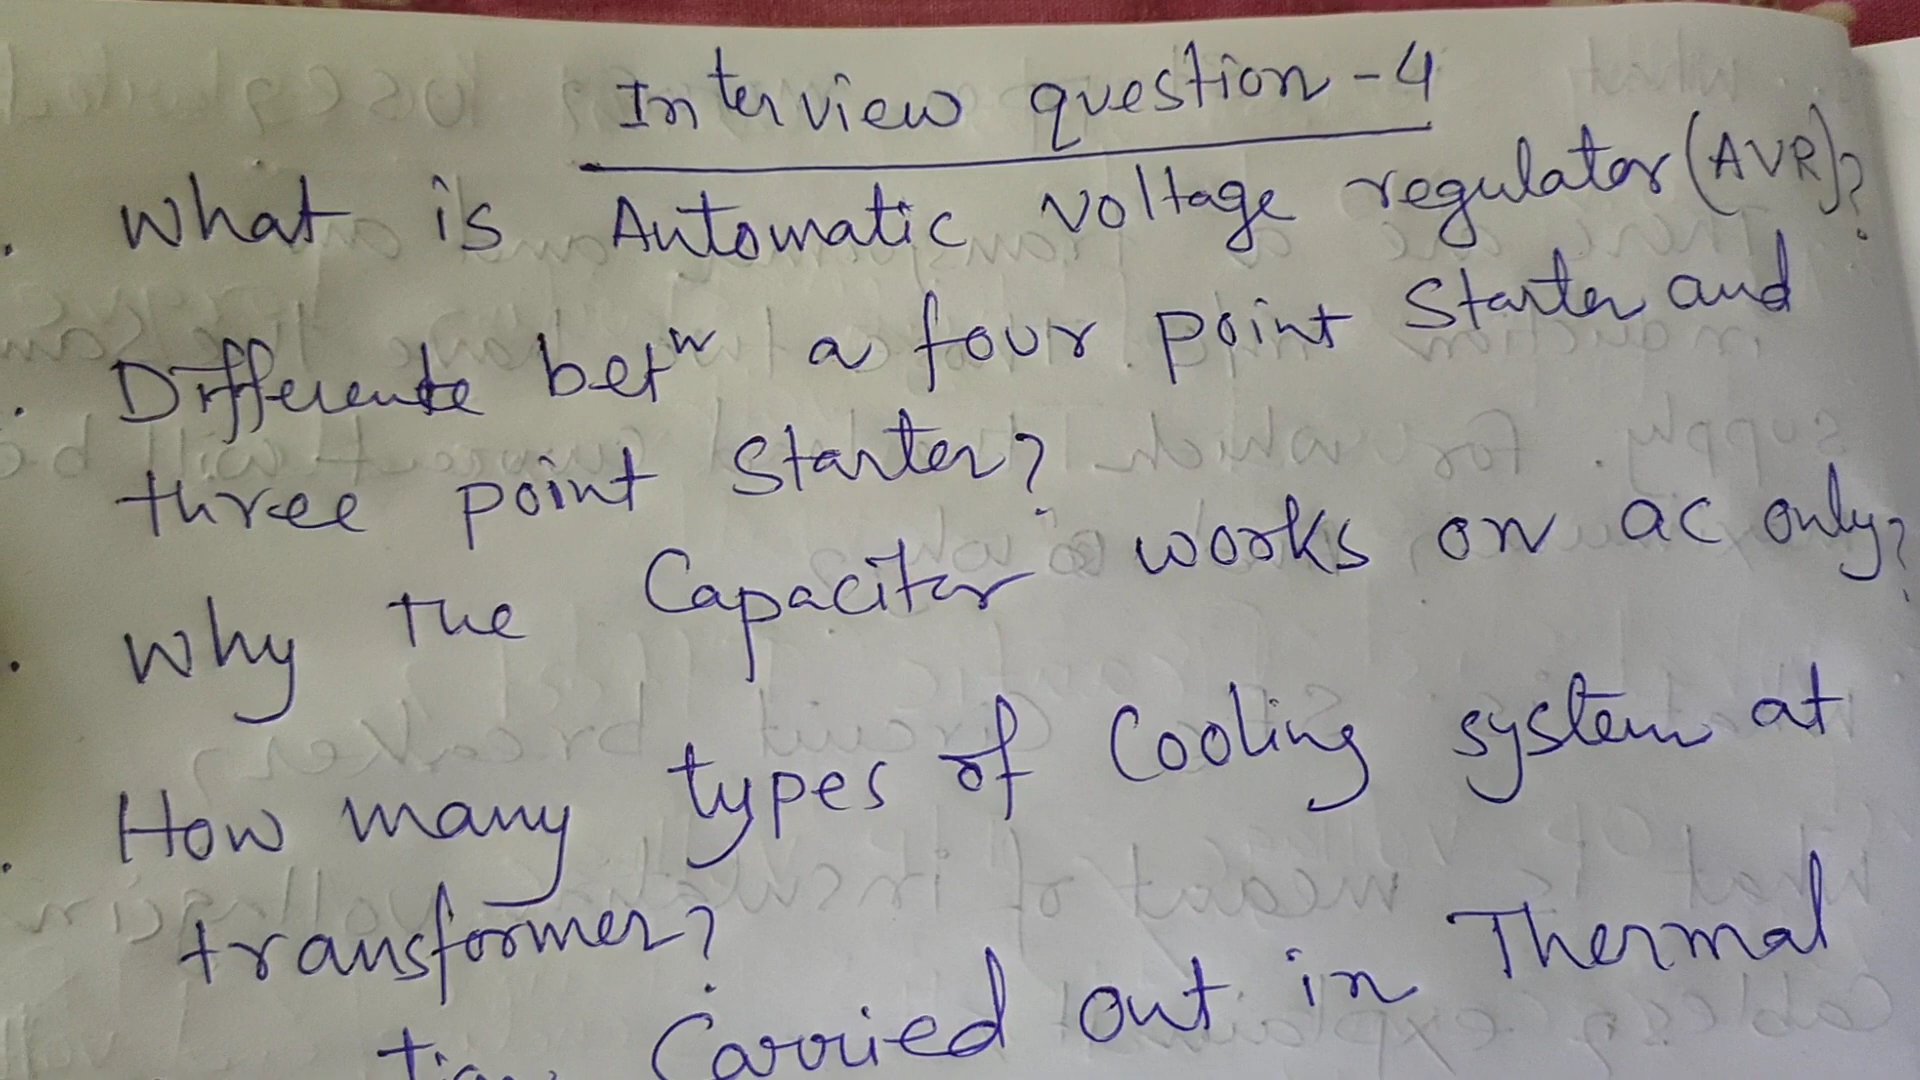 Interview question-4
. What is Automatic voltage regulator (AVR)?
. Difference betw a four point starter and
three point starter?
. Why the Capacitor works on ac only?
. How many types of Cooling system at
transformer?
Carried out in Thermal